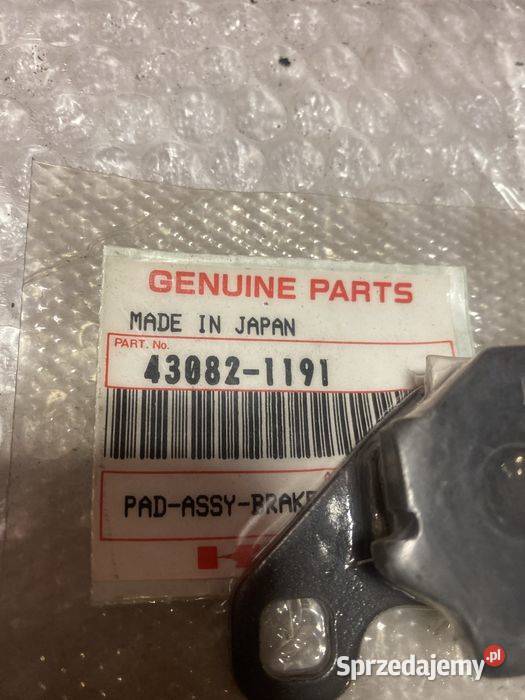 GENUINE PARTS
MADE IN JAPAN
PART. No.
43082-1191
PAD-ASSY-BRAKE
Sprzedajemy.pl